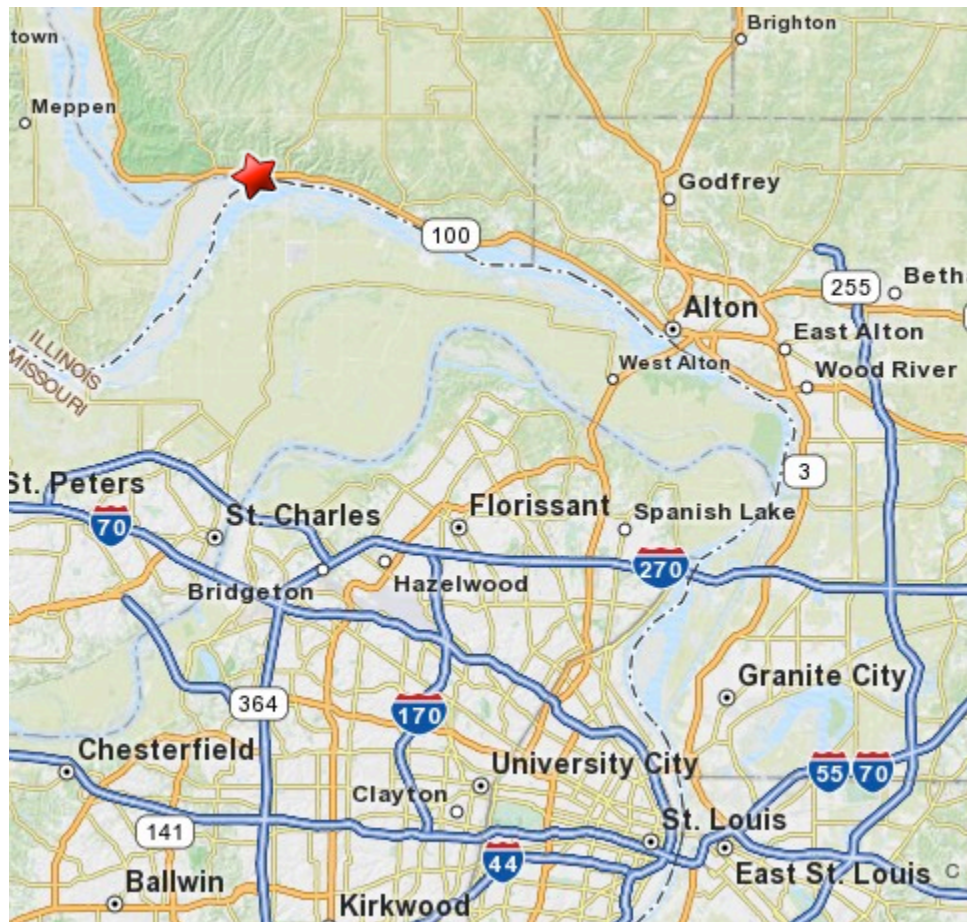 Brighton
town
Meppen
Godfrey
100
255
Beth
Alton
East Alton
ILLINOIS
MISSOURI
West Alton
Wood River
3
St. Peters
70
St. Charles
Florissant
Spanish Lake
270
Bridgeton
Hazelwood
364
170
Granite City
Chesterfield
University City
55
70
Clayton
141
St. Louis
44
East St. Louis
C
Ballwin
Kirkwood